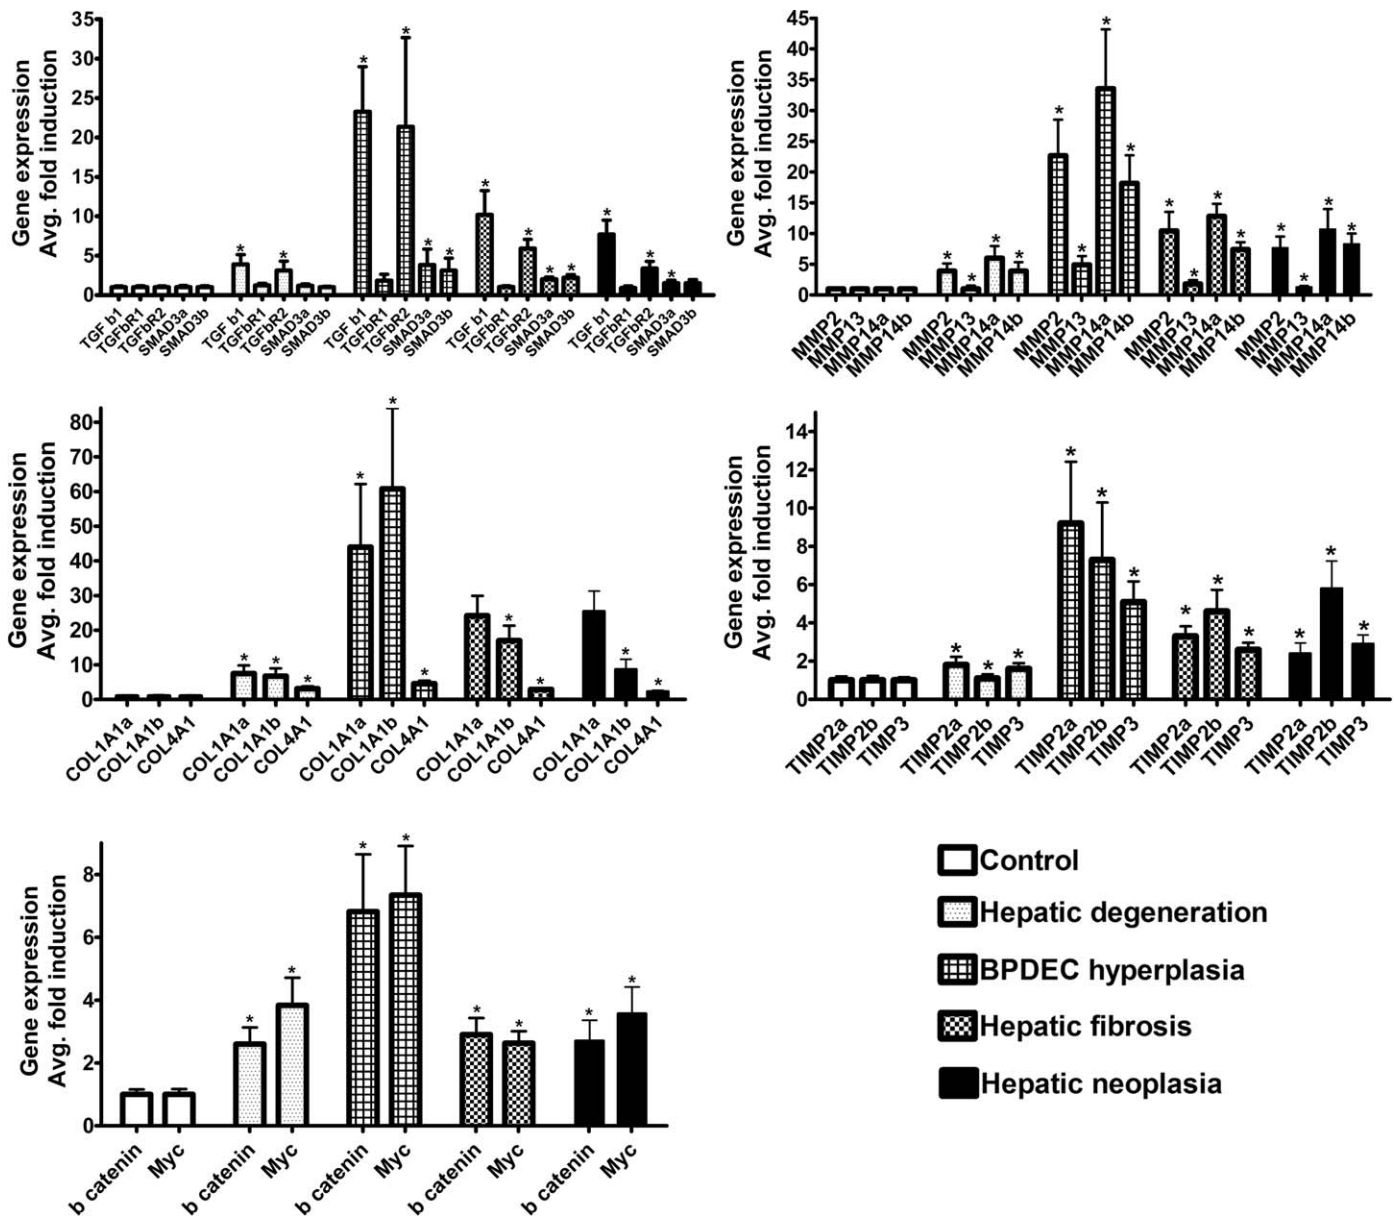 Gene expression
Avg. fold induction
35
30
25
20
15
10
5
0
TGF b1
TGFbR1
TGFbR2
SMAD3a
SMAD3b
TGF b1
TGFbR1
TGFbR2
SMAD3a
SMAD3b
TGF b1
TGFbR1
TGFbR2
SMAD3a
SMAD3b
TGF b1
TGFbR1
TGFbR2
SMAD3a
SMAD3b
TGF b1
TGFbR1
TGFbR2
SMAD3a
SMAD3b
* * * * * * * * * * * * *
Gene expression
Avg. fold induction
45
40
35
30
25
20
15
10
5
0
MMP2
MMP13
MMP14a
MMP14b
MMP2
MMP13
MMP14a
MMP14b
MMP2
MMP13
MMP14a
MMP14b
MMP2
MMP13
MMP14a
MMP14b
MMP2
MMP13
MMP14a
MMP14b
* * * * * * * * * * * * * * * *
Gene expression
Avg. fold induction
80
70
60
50
40
30
20
10
0
COL1A1a
COL1A1b
COL4A1
COL1A1a
COL1A1b
COL4A1
COL1A1a
COL1A1b
COL4A1
COL1A1a
COL1A1b
COL4A1
COL1A1a
COL1A1b
COL4A1
* * * * * * * * * *
Gene expression
Avg. fold induction
14
12
10
8
6
4
2
0
TIMP2a
TIMP2b
TIMP3
TIMP2a
TIMP2b
TIMP3
TIMP2a
TIMP2b
TIMP3
TIMP2a
TIMP2b
TIMP3
TIMP2a
TIMP2b
TIMP3
* * * * * * * * * * * *
Gene expression
Avg. fold induction
8
6
4
2
0
b catenin
Myc
b catenin
Myc
b catenin
Myc
b catenin
Myc
b catenin
Myc
* * * * * * * *
Control
Hepatic degeneration
BPDEC hyperplasia
Hepatic fibrosis
Hepatic neoplasia